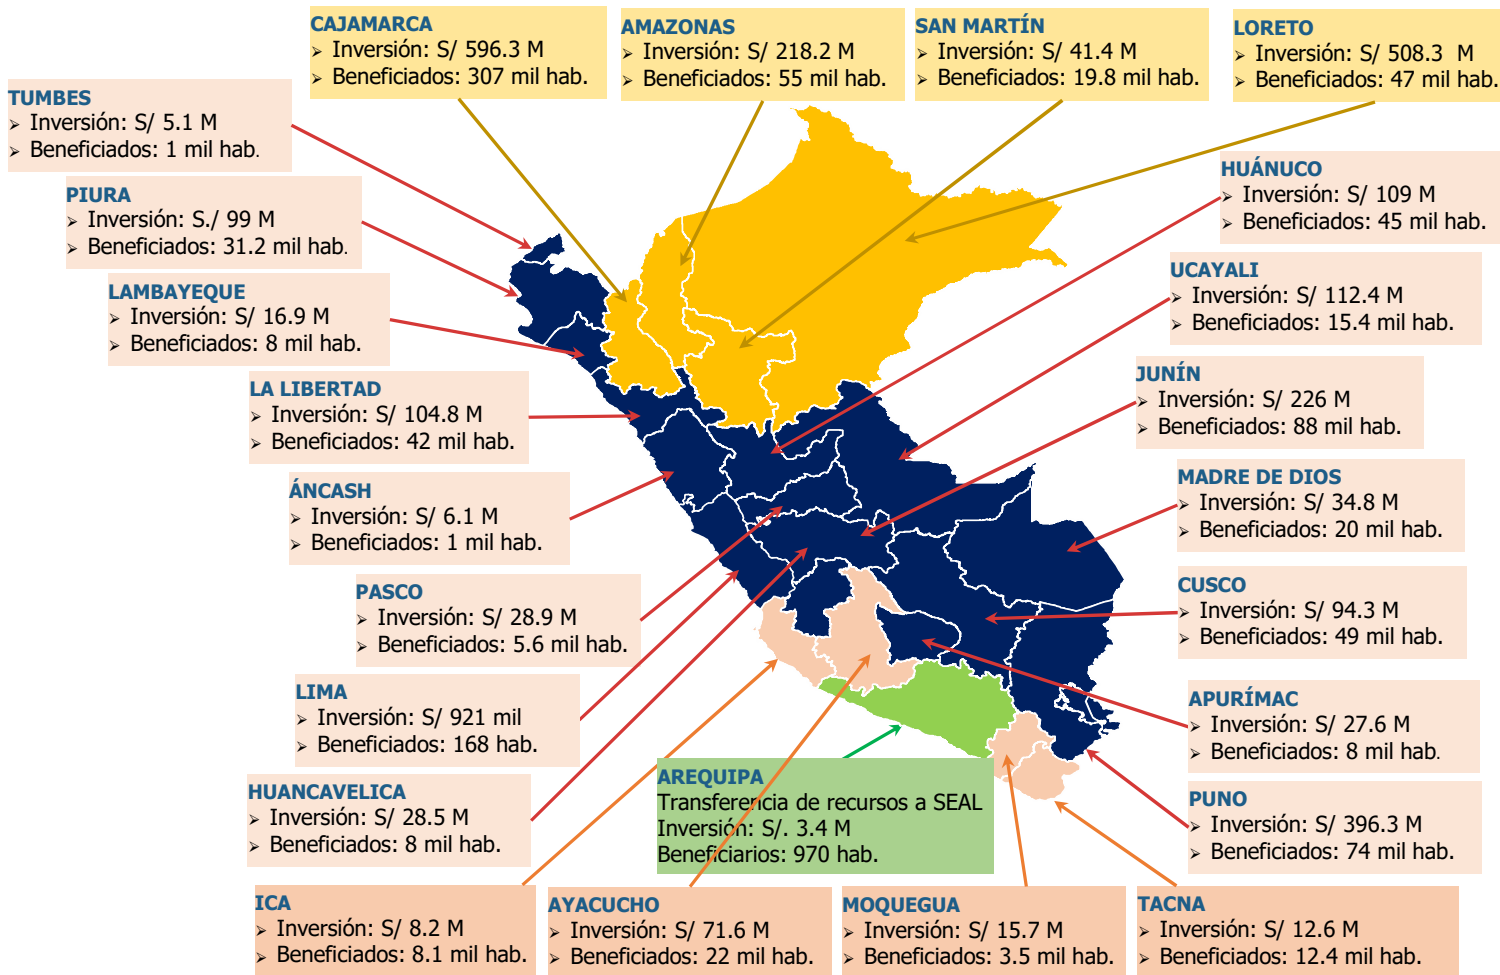 CAJAMARCA
➢ Inversión: S/ 596.3 M
➢ Beneficiados: 307 mil hab.
AMAZONAS
➢ Inversión: S/ 218.2 M
➢ Beneficiados: 55 mil hab.
SAN MARTÍN
➢ Inversión: S/ 41.4 M
➢ Beneficiados: 19.8 mil hab.
LORETO
➢ Inversión: S/ 508.3 M
➢ Beneficiados: 47 mil hab.
TUMBES
➢ Inversión: S/ 5.1 M
➢ Beneficiados: 1 mil hab.
PIURA
➢ Inversión: S./ 99 M
➢ Beneficiados: 31.2 mil hab.
LAMBAYEQUE
➢ Inversión: S/ 16.9 M
➢ Beneficiados: 8 mil hab.
LA LIBERTAD
➢ Inversión: S/ 104.8 M
➢ Beneficiados: 42 mil hab.
ÁNCASH
➢ Inversión: S/ 6.1 M
➢ Beneficiados: 1 mil hab.
PASCO
➢ Inversión: S/ 28.9 M
➢ Beneficiados: 5.6 mil hab.
LIMA
➢ Inversión: S/ 921 mil
➢ Beneficiados: 168 hab.
HUANCAVELICA
➢ Inversión: S/ 28.5 M
➢ Beneficiados: 8 mil hab.
HUÁNUCO
➢ Inversión: S/ 109 M
➢ Beneficiados: 45 mil hab.
UCAYALI
➢ Inversión: S/ 112.4 M
➢ Beneficiados: 15.4 mil hab.
JUNÍN
➢ Inversión: S/ 226 M
➢ Beneficiados: 88 mil hab.
MADRE DE DIOS
➢ Inversión: S/ 34.8 M
➢ Beneficiados: 20 mil hab.
CUSCO
➢ Inversión: S/ 94.3 M
➢ Beneficiados: 49 mil hab.
APURÍMAC
➢ Inversión: S/ 27.6 M
➢ Beneficiados: 8 mil hab.
PUNO
➢ Inversión: S/ 396.3 M
➢ Beneficiados: 74 mil hab.
AREQUIPA
Transferencia de recursos a SEAL
Inversión: S/. 3.4 M
Beneficiarios: 970 hab.
ICA
➢ Inversión: S/ 8.2 M
➢ Beneficiados: 8.1 mil hab.
AYACUCHO
➢ Inversión: S/ 71.6 M
➢ Beneficiados: 22 mil hab.
MOQUEGUA
➢ Inversión: S/ 15.7 M
➢ Beneficiados: 3.5 mil hab.
TACNA
➢ Inversión: S/ 12.6 M
➢ Beneficiados: 12.4 mil hab.